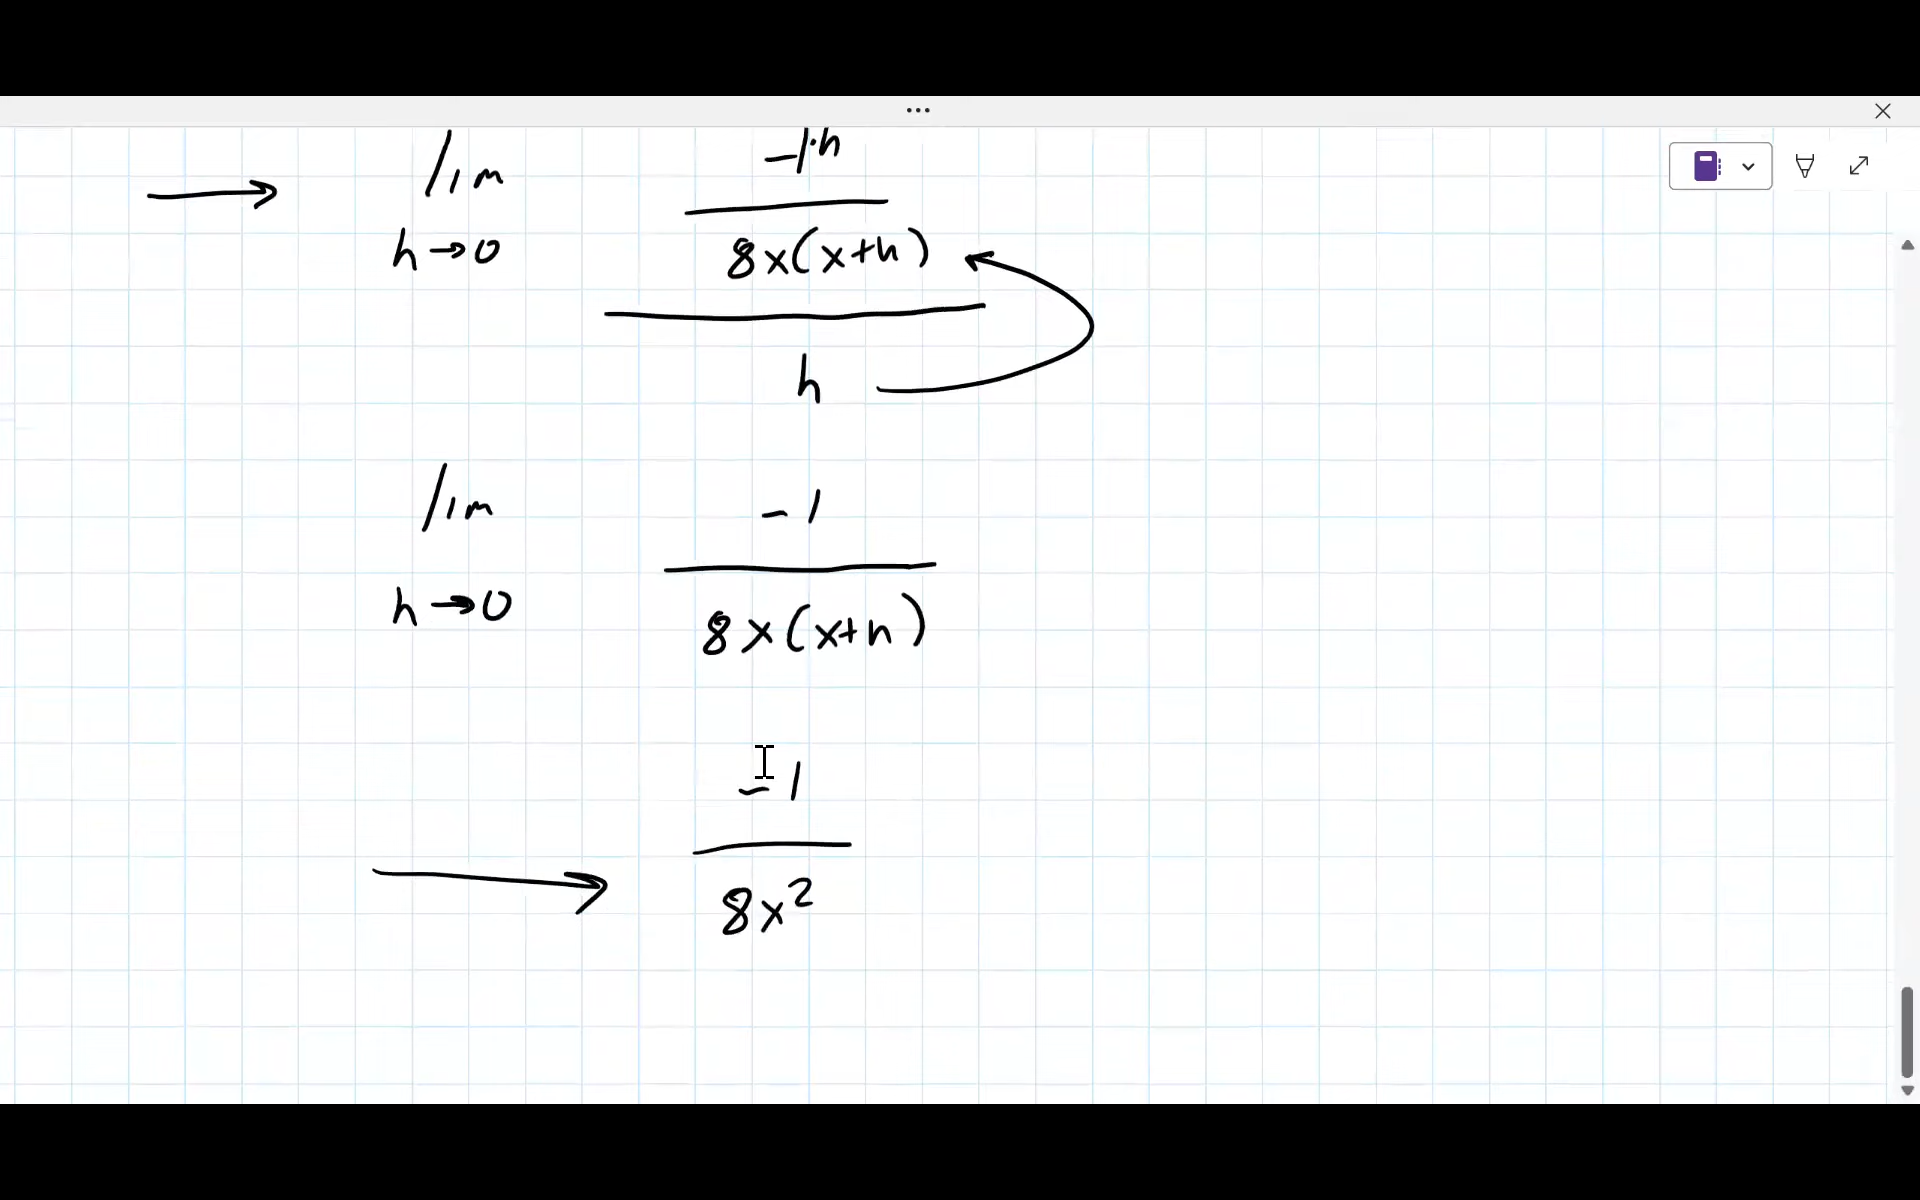 → lim -1·h
h→0 8x(x+h)
h
lim -1
h→0 8x(x+h)
-1
→ 8x²